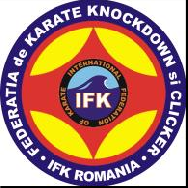 FEDERATIA de KARATE KNOCKDOWN si CLICKER
INTERNATIONAL FEDERATION OF KARATE
IFK
• IFK ROMANIA •